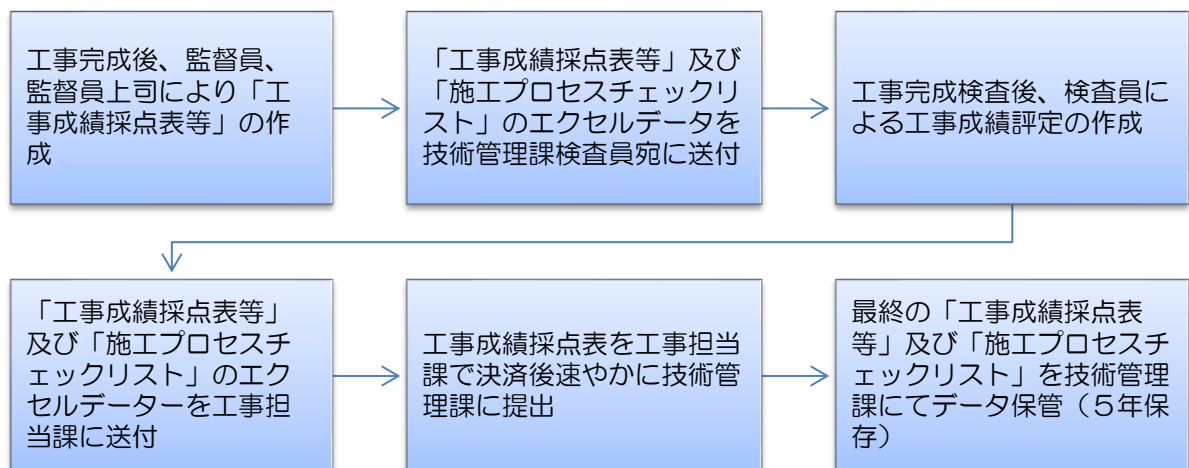 工事完成後、監督員、
監督員上司により「工
事成績採点表等」の作
成
「工事成績採点表等」及び
「施工プロセスチェックリ
スト」のエクセルデータを
技術管理課検査員宛に送付
工事完成検査後、検査員に
よる工事成績評定の作成
「工事成績採点表等」
及び「施工プロセスチ
ェックリスト」のエク
セルデーターを工事担
当課に送付
工事成績採点表を工事担当
課で決済後速やかに技術管
理課に提出
最終の「工事成績採点表
等」及び「施工プロセスチ
ェックリスト」を技術管理
課にてデータ保管（５年保
存）